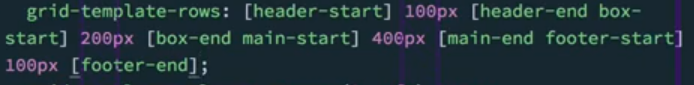 grid-template-rows: [header-start] 100px [header-end box-
start] 200px [box-end main-start] 400px [main-end footer-start]
100px [footer-end];